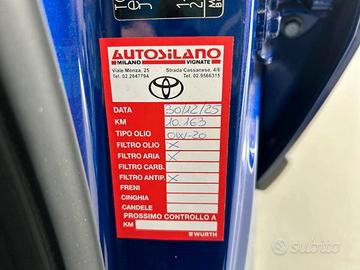 AUTOSILANO
MILANO VIGNATE
Viale Monza, 25 Strada Cassanese, 4/6
Tel. 02.2847794 Tel. 02.9566315
DATA 30/12/25
KM 10.163
TIPO OLIO OW-20
FILTRO OLIO X
FILTRO ARIA X
FILTRO CARB.
FILTRO ANTIP. X
FRENI
CINGHIA
CANDELE
PROSSIMO CONTROLLO A
KM
WÜRTH
subito